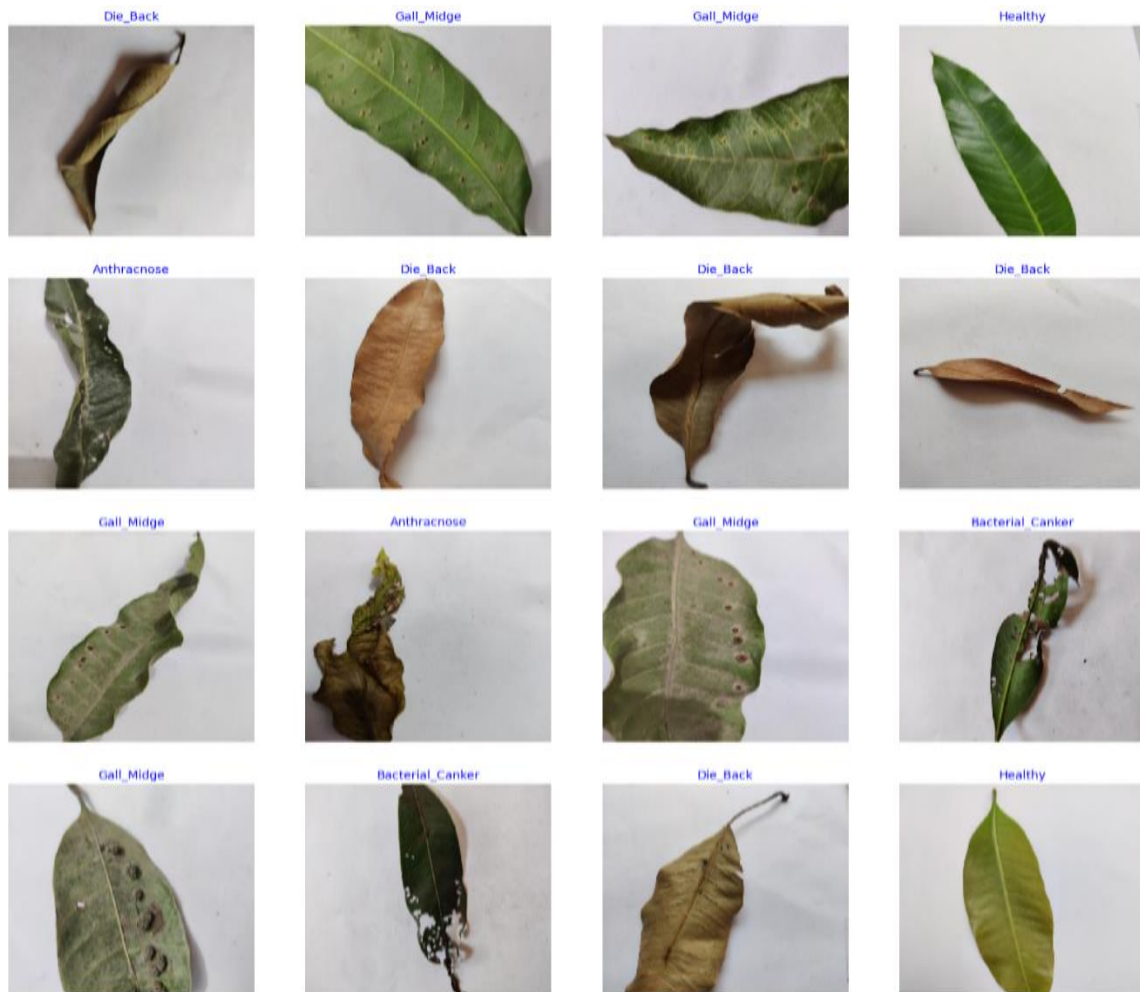 Die_Back
Gall_Midge
Gall_Midge
Healthy
Anthracnose
Die_Back
Die_Back
Die_Back
Gall_Midge
Anthracnose
Gall_Midge
Bacterial_Canker
Gall_Midge
Bacterial_Canker
Die_Back
Healthy